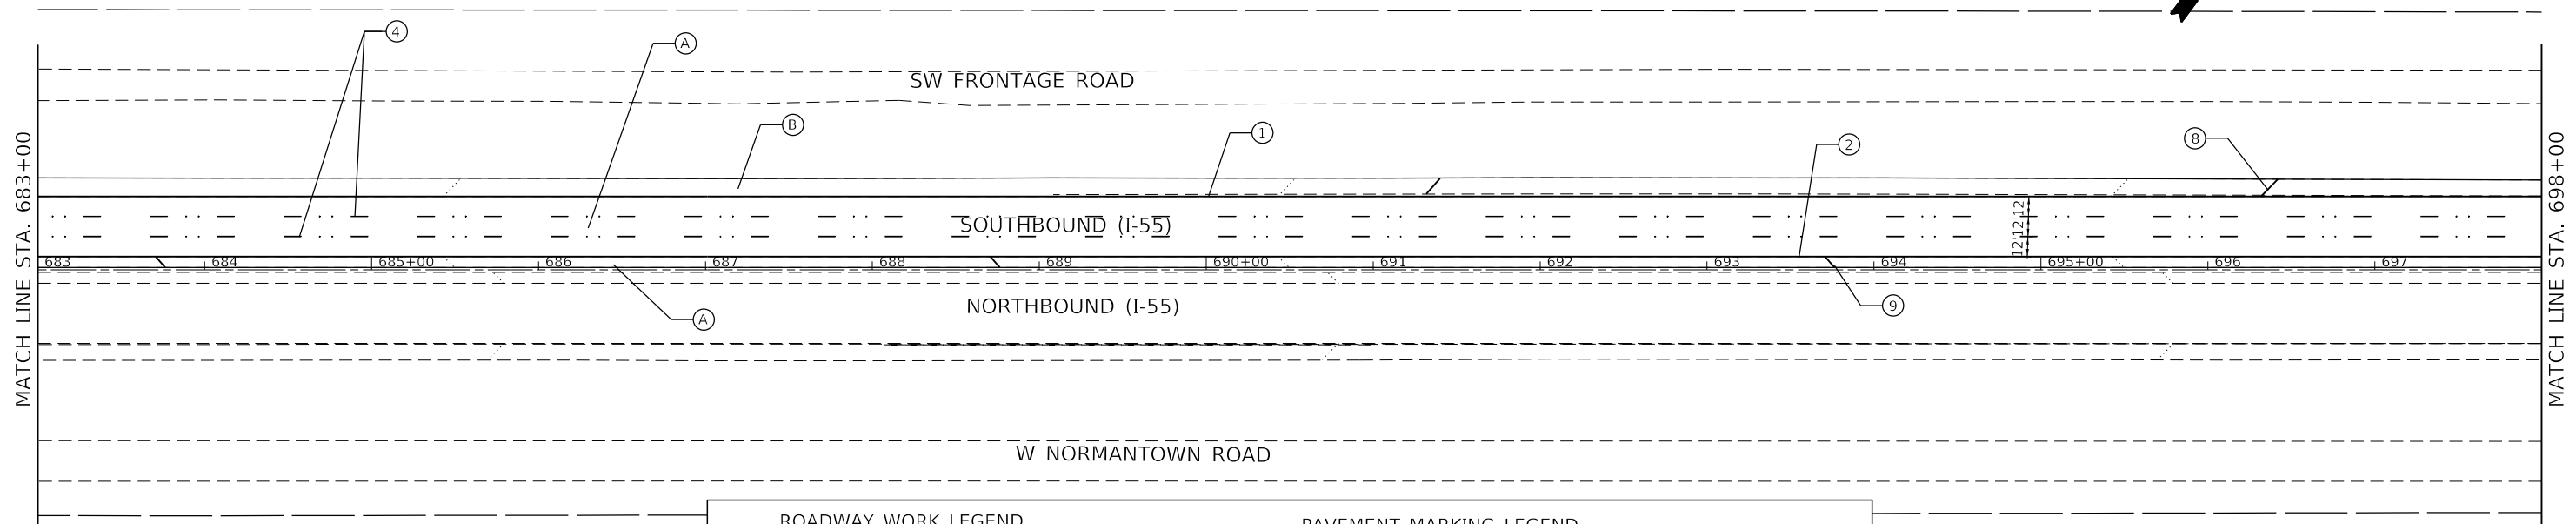 4
A
SW FRONTAGE ROAD
B
1
2
8
MATCH LINE STA. 683+00
MATCH LINE STA. 698+00
SOUTHBOUND (I-55)
12'12'12'
683 684 685+00 686 687 688 689 690+00 691 692 693 694 695+00 696 697
NORTHBOUND (I-55)
A
9
W NORMANTOWN ROAD
ROADWAY WORK LEGEND
PAVEMENT MARKING LEGEND